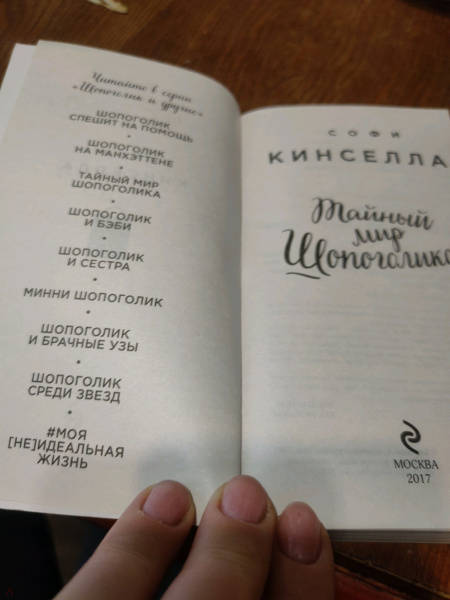 Читайте в серии
«Шопоголик и другие»
ШОПОГОЛИК
СПЕШИТ НА ПОМОЩЬ
•
ШОПОГОЛИК
НА МАНХЭТТЕНЕ
•
ТАЙНЫЙ МИР
ШОПОГОЛИКА
•
ШОПОГОЛИК
И БЭБИ
•
ШОПОГОЛИК
И СЕСТРА
•
МИННИ ШОПОГОЛИК
•
ШОПОГОЛИК
И БРАЧНЫЕ УЗЫ
•
ШОПОГОЛИК
СРЕДИ ЗВЕЗД
•
#МОЯ
[НЕ]ИДЕАЛЬНАЯ
ЖИЗНЬ
СОФИ
КИНСЕЛЛА
Тайный
мир
Шопоголика
МОСКВА
2017